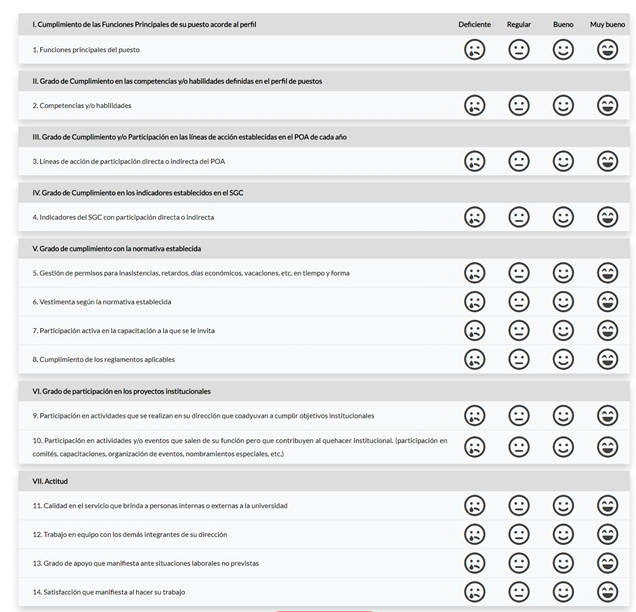 I. Cumplimiento de las Funciones Principales de su puesto acorde al perfil Deficiente Regular Bueno Muy bueno
1. Funciones principales del puesto
II. Grado de Cumplimiento en las competencias y/o habilidades definidas en el perfil de puestos
2. Competencias y/o habilidades
III. Grado de Cumplimiento y/o Participación en las líneas de acción establecidas en el POA de cada año
3. Líneas de acción de participación directa o indirecta del POA
IV. Grado de Cumplimiento en los indicadores establecidos en el SGC
4. Indicadores del SGC con participación directa o indirecta
V. Grado de cumplimiento con la normativa establecida
5. Gestión de permisos para inasistencias, retardos, días económicos, vacaciones, etc. en tiempo y forma
6. Vestimenta según la normativa establecida
7. Participación activa en la capacitación a la que se le invita
8. Cumplimiento de los reglamentos aplicables
VI. Grado de participación en los proyectos institucionales
9. Participación en actividades que se realizan en su dirección que coadyuvan a cumplir objetivos institucionales
10. Participación en actividades y/o eventos que salen de su función pero que contribuyen al quehacer institucional. (participación en
comités, capacitaciones, organización de eventos, nombramientos especiales, etc.)
VII. Actitud
11. Calidad en el servicio que brinda a personas internas o externas a la universidad
12. Trabajo en equipo con los demás integrantes de su dirección
13. Grado de apoyo que manifiesta ante situaciones laborales no previstas
14. Satisfacción que manifiesta al hacer su trabajo